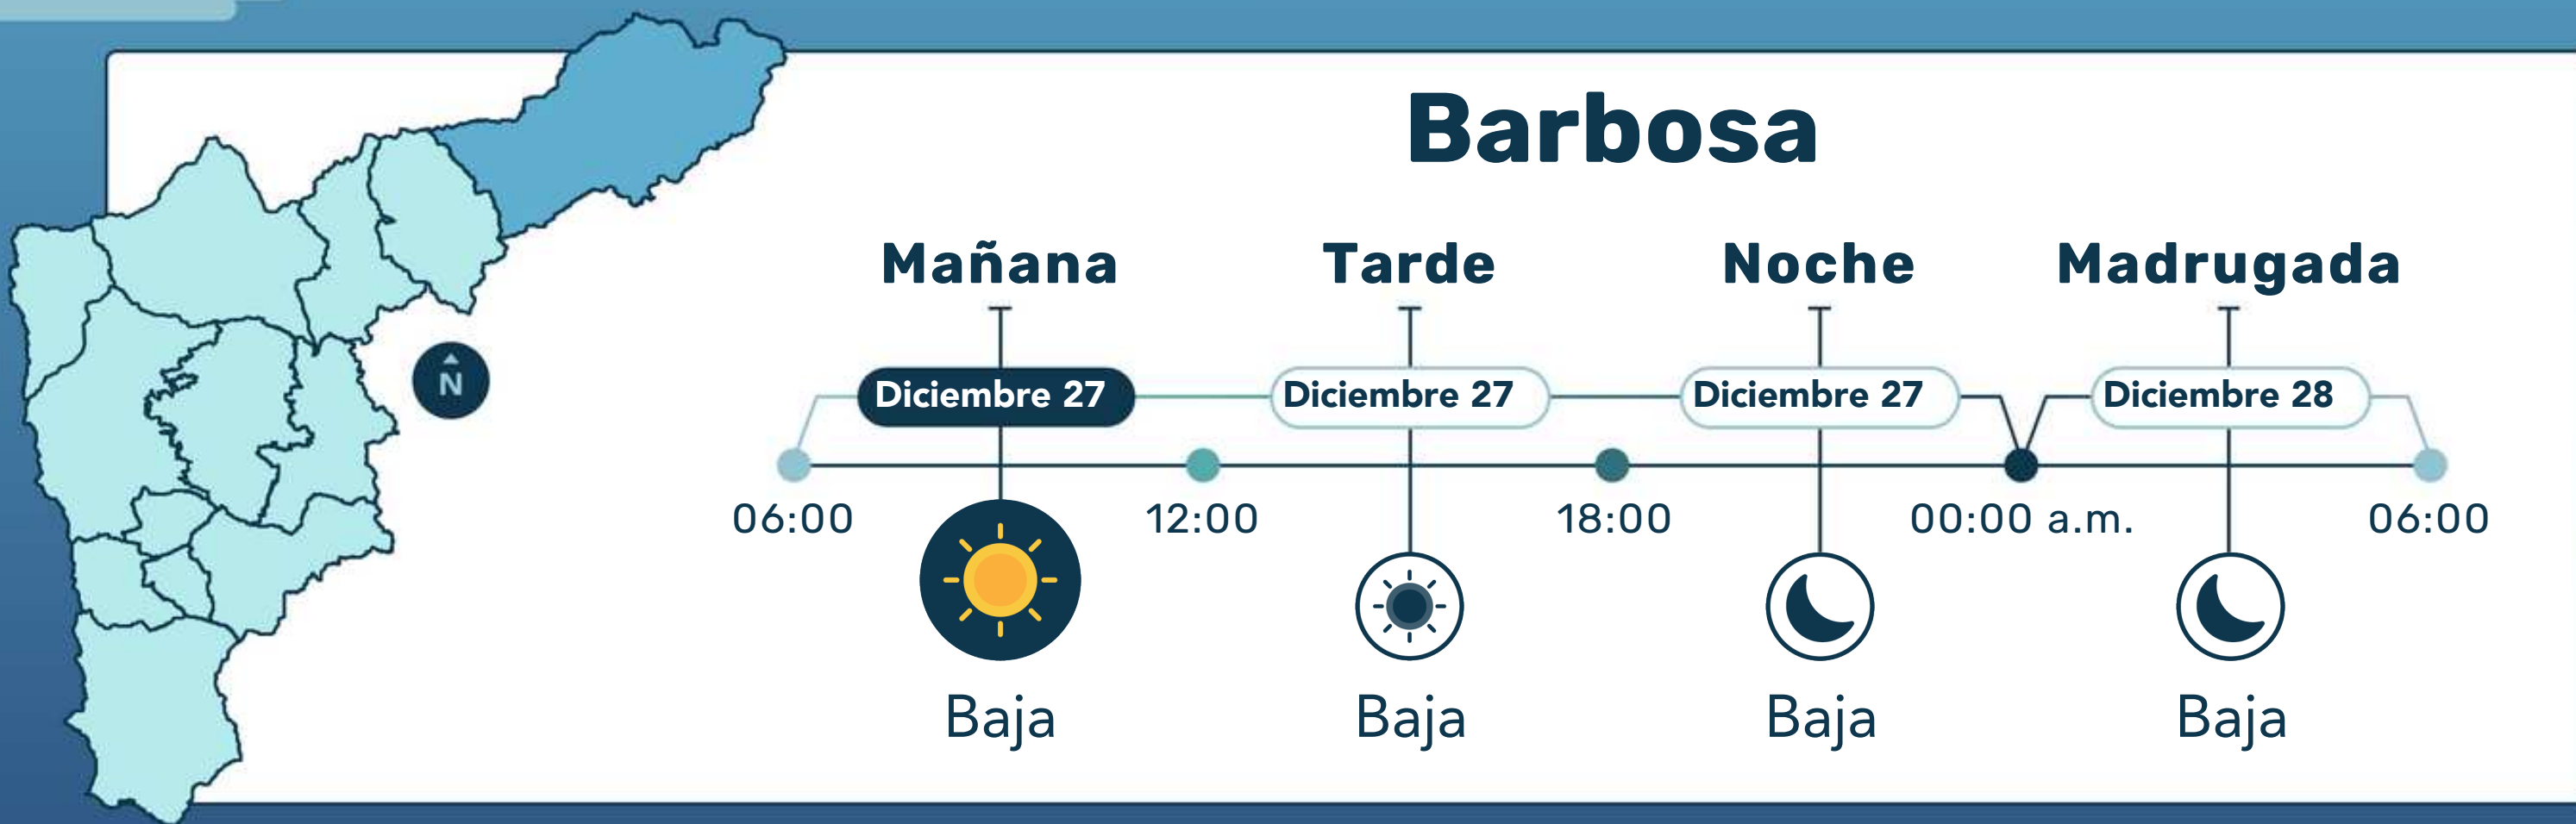 Barbosa
Mañana Tarde Noche Madrugada
N
Diciembre 27 Diciembre 27 Diciembre 27 Diciembre 28
06:00 12:00 18:00 00:00 a.m. 06:00
Baja Baja Baja Baja